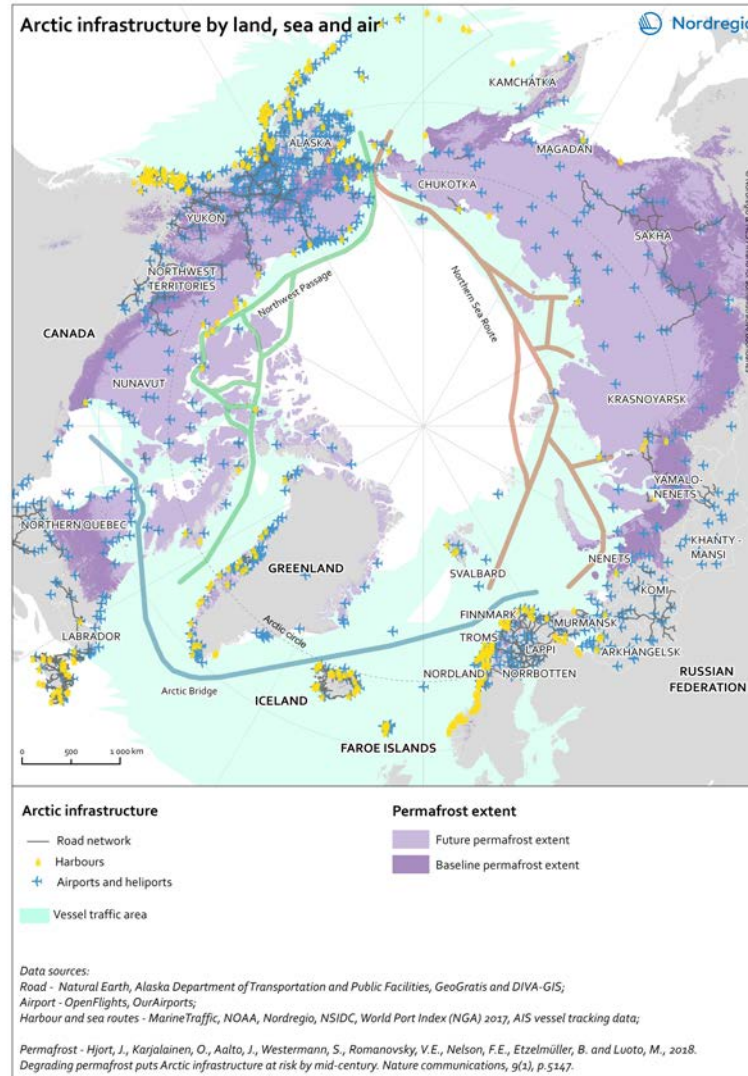 Arctic infrastructure by land, sea and air
Nordregio
KAMCHATKA
ALASKA
MAGADAN
CHUKOTKA
YUKON
SAKHA
NORTHWEST
TERRITORIES
Northwest Passage
Northern Sea Route
CANADA
NUNAVUT
KRASNOYARSK
YAMALO-
NENETS
NORTHERN QUEBEC
KHANTY -
MANSI
GREENLAND
SVALBARD
NENETS
KOMI
Arctic circle
FINNMARK
MURMANSK
LABRADOR
TROMS
LAPPI
ARKHANGELSK
NORDLAND
NORRBOTTEN
RUSSIAN
FEDERATION
Arctic Bridge
ICELAND
FAROE ISLANDS
0 500 1 000 km
Arctic infrastructure
Road network
Harbours
Airports and heliports
Vessel traffic area
Permafrost extent
Future permafrost extent
Baseline permafrost extent
Data sources:
Road - Natural Earth, Alaska Department of Transportation and Public Facilities, GeoGratis and DIVA-GIS;
Airport - OpenFlights, OurAirports;
Harbour and sea routes - MarineTraffic, NOAA, Nordregio, NSIDC, World Port Index (NGA) 2017, AIS vessel tracking data;
Permafrost - Hjort, J., Karjalainen, O., Aalto, J., Westermann, S., Romanovsky, V.E., Nelson, F.E., Etzelmüller, B. and Luoto, M., 2018.
Degrading permafrost puts Arctic infrastructure at risk by mid-century. Nature communications, 9(1), p.5147.